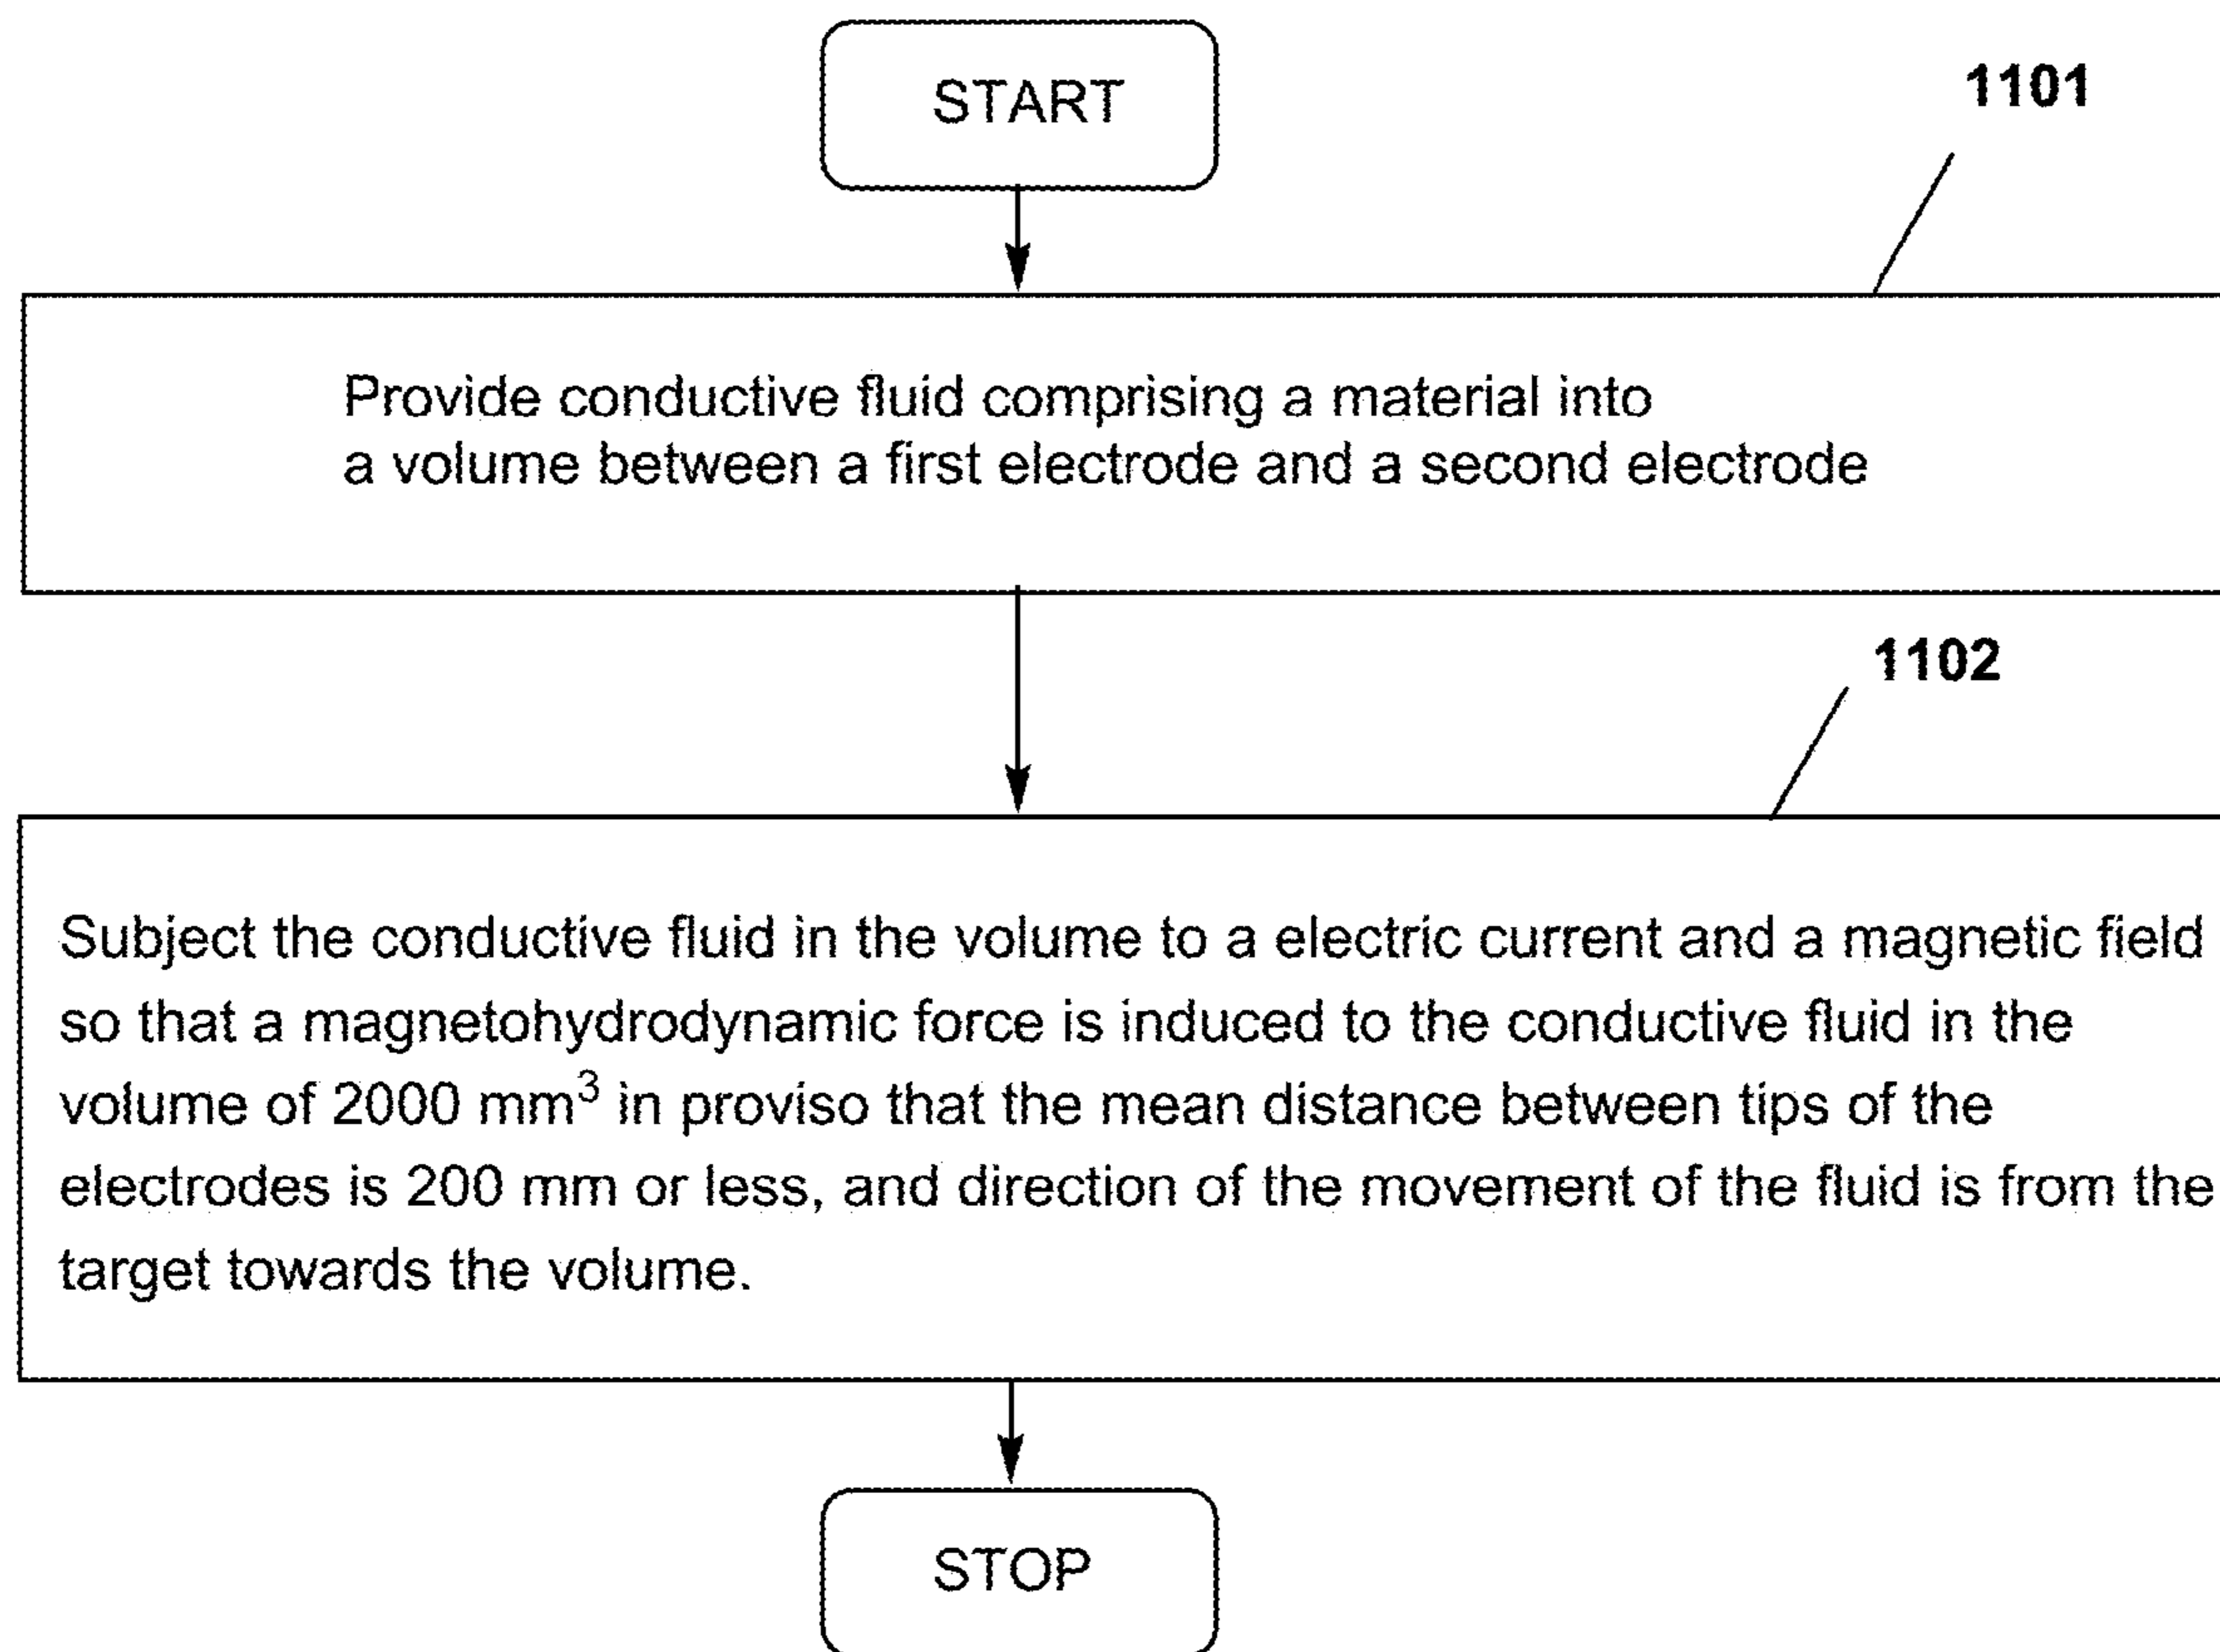 START
1101
Provide conductive fluid comprising a material into
a volume between a first electrode and a second electrode
1102
Subject the conductive fluid in the volume to a electric current and a magnetic field
so that a magnetohydrodynamic force is induced to the conductive fluid in the
volume of 2000 mm³ in proviso that the mean distance between tips of the
electrodes is 200 mm or less, and direction of the movement of the fluid is from the
target towards the volume.
STOP